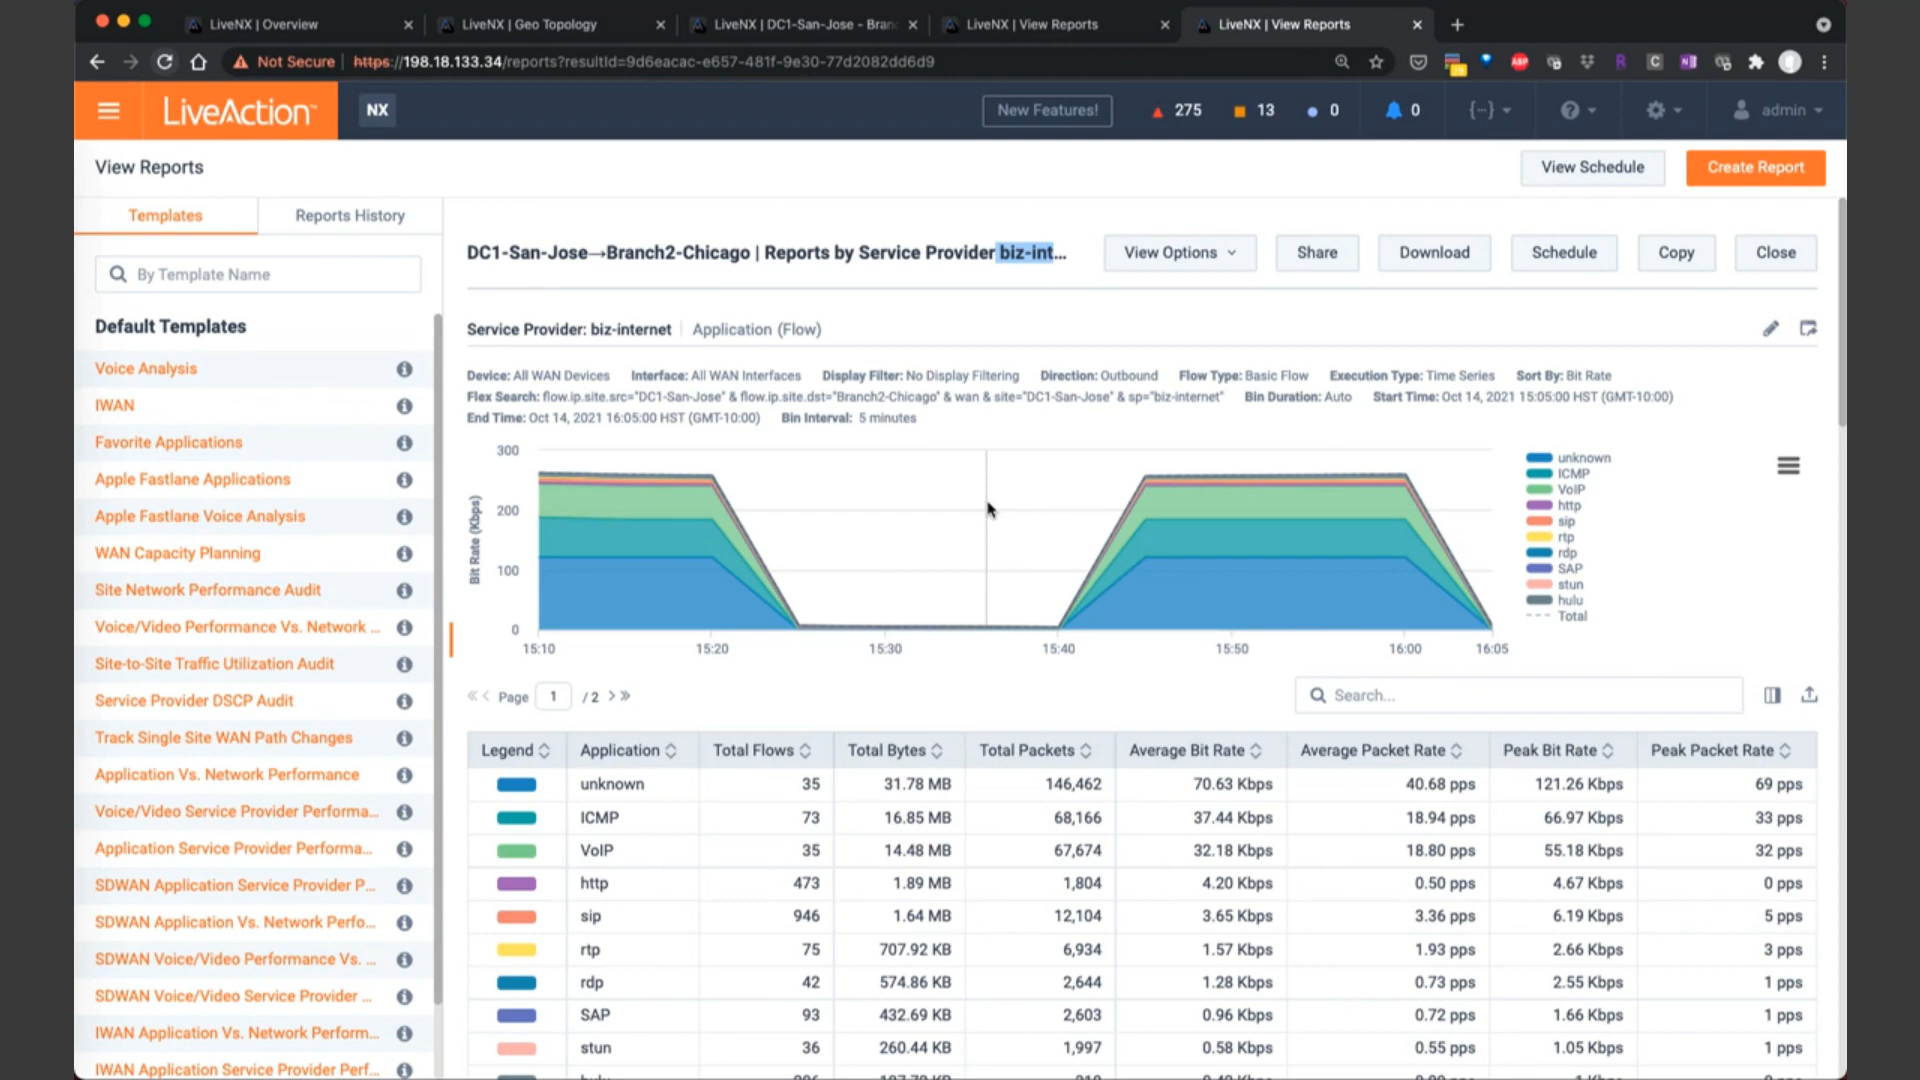 LiveNX | Overview
LiveNX | Geo Topology
LiveNX | DC1-San-Jose - Bran
LiveNX | View Reports
LiveNX | View Reports
Not Secure
https://198.18.133.34/reports?resultId=9d6eacac-e657-481f-9e30-77d2082dd6d9
LiveAction
NX
New Features!
275
13
0
0
admin
View Reports
View Schedule
Create Report
Templates
Reports History
By Template Name
Default Templates
Voice Analysis
IWAN
Favorite Applications
Apple Fastlane Applications
Apple Fastlane Voice Analysis
WAN Capacity Planning
Site Network Performance Audit
Voice/Video Performance Vs. Network ...
Site-to-Site Traffic Utilization Audit
Service Provider DSCP Audit
Track Single Site WAN Path Changes
Application Vs. Network Performance
Voice/Video Service Provider Performa...
Application Service Provider Performa...
SDWAN Application Service Provider P...
SDWAN Application Vs. Network Perfo...
SDWAN Voice/Video Performance Vs. ...
SDWAN Voice/Video Service Provider ...
IWAN Application Vs. Network Perform...
IWAN Application Service Provider Perf...
DC1-San-Jose→Branch2-Chicago | Reports by Service Provider biz-int...
View Options
Share
Download
Schedule
Copy
Close
Service Provider: biz-internet | Application (Flow)
Device: All WAN Devices Interface: All WAN Interfaces Display Filter: No Display Filtering Direction: Outbound Flow Type: Basic Flow Execution Type: Time Series Sort By: Bit Rate
Flex Search: flow.ip.site.src="DC1-San-Jose" & flow.ip.site.dst="Branch2-Chicago" & wan & site="DC1-San-Jose" & sp="biz-internet" Bin Duration: Auto Start Time: Oct 14, 2021 15:05:00 HST (GMT-10:00)
End Time: Oct 14, 2021 16:05:00 HST (GMT-10:00) Bin Interval: 5 minutes
Bit Rate (Kbps)
300
200
100
0
15:10 15:20 15:30 15:40 15:50 16:00 16:05
unknown
ICMP
VoIP
http
sip
rtp
rdp
SAP
stun
hulu
Total
Page 1 / 2
Search...
Legend Application Total Flows Total Bytes Total Packets Average Bit Rate Average Packet Rate Peak Bit Rate Peak Packet Rate
unknown 35 31.78 MB 146,462 70.63 Kbps 40.68 pps 121.26 Kbps 69 pps
ICMP 73 16.85 MB 68,166 37.44 Kbps 18.94 pps 66.97 Kbps 33 pps
VoIP 35 14.48 MB 67,674 32.18 Kbps 18.80 pps 55.18 Kbps 32 pps
http 473 1.89 MB 1,804 4.20 Kbps 0.50 pps 4.67 Kbps 0 pps
sip 946 1.64 MB 12,104 3.65 Kbps 3.36 pps 6.19 Kbps 5 pps
rtp 75 707.92 KB 6,934 1.57 Kbps 1.93 pps 2.66 Kbps 3 pps
rdp 42 574.86 KB 2,644 1.28 Kbps 0.73 pps 2.55 Kbps 1 pps
SAP 93 432.69 KB 2,603 0.96 Kbps 0.72 pps 1.66 Kbps 1 pps
stun 36 260.44 KB 1,997 0.58 Kbps 0.55 pps 1.05 Kbps 1 pps